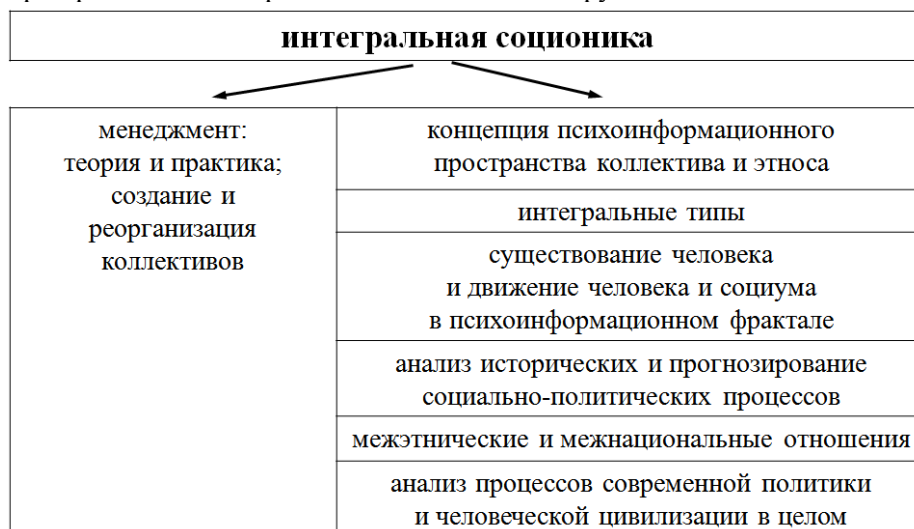 интегральная соционика
менеджмент:
теория и практика;
создание и
реорганизация
коллективов
концепция психоинформационного
пространства коллектива и этноса
интегральные типы
существование человека
и движение человека и социума
в психоинформационном фрактале
анализ исторических и прогнозирование
социально-политических процессов
межэтнические и межнациональные отношения
анализ процессов современной политики
и человеческой цивилизации в целом